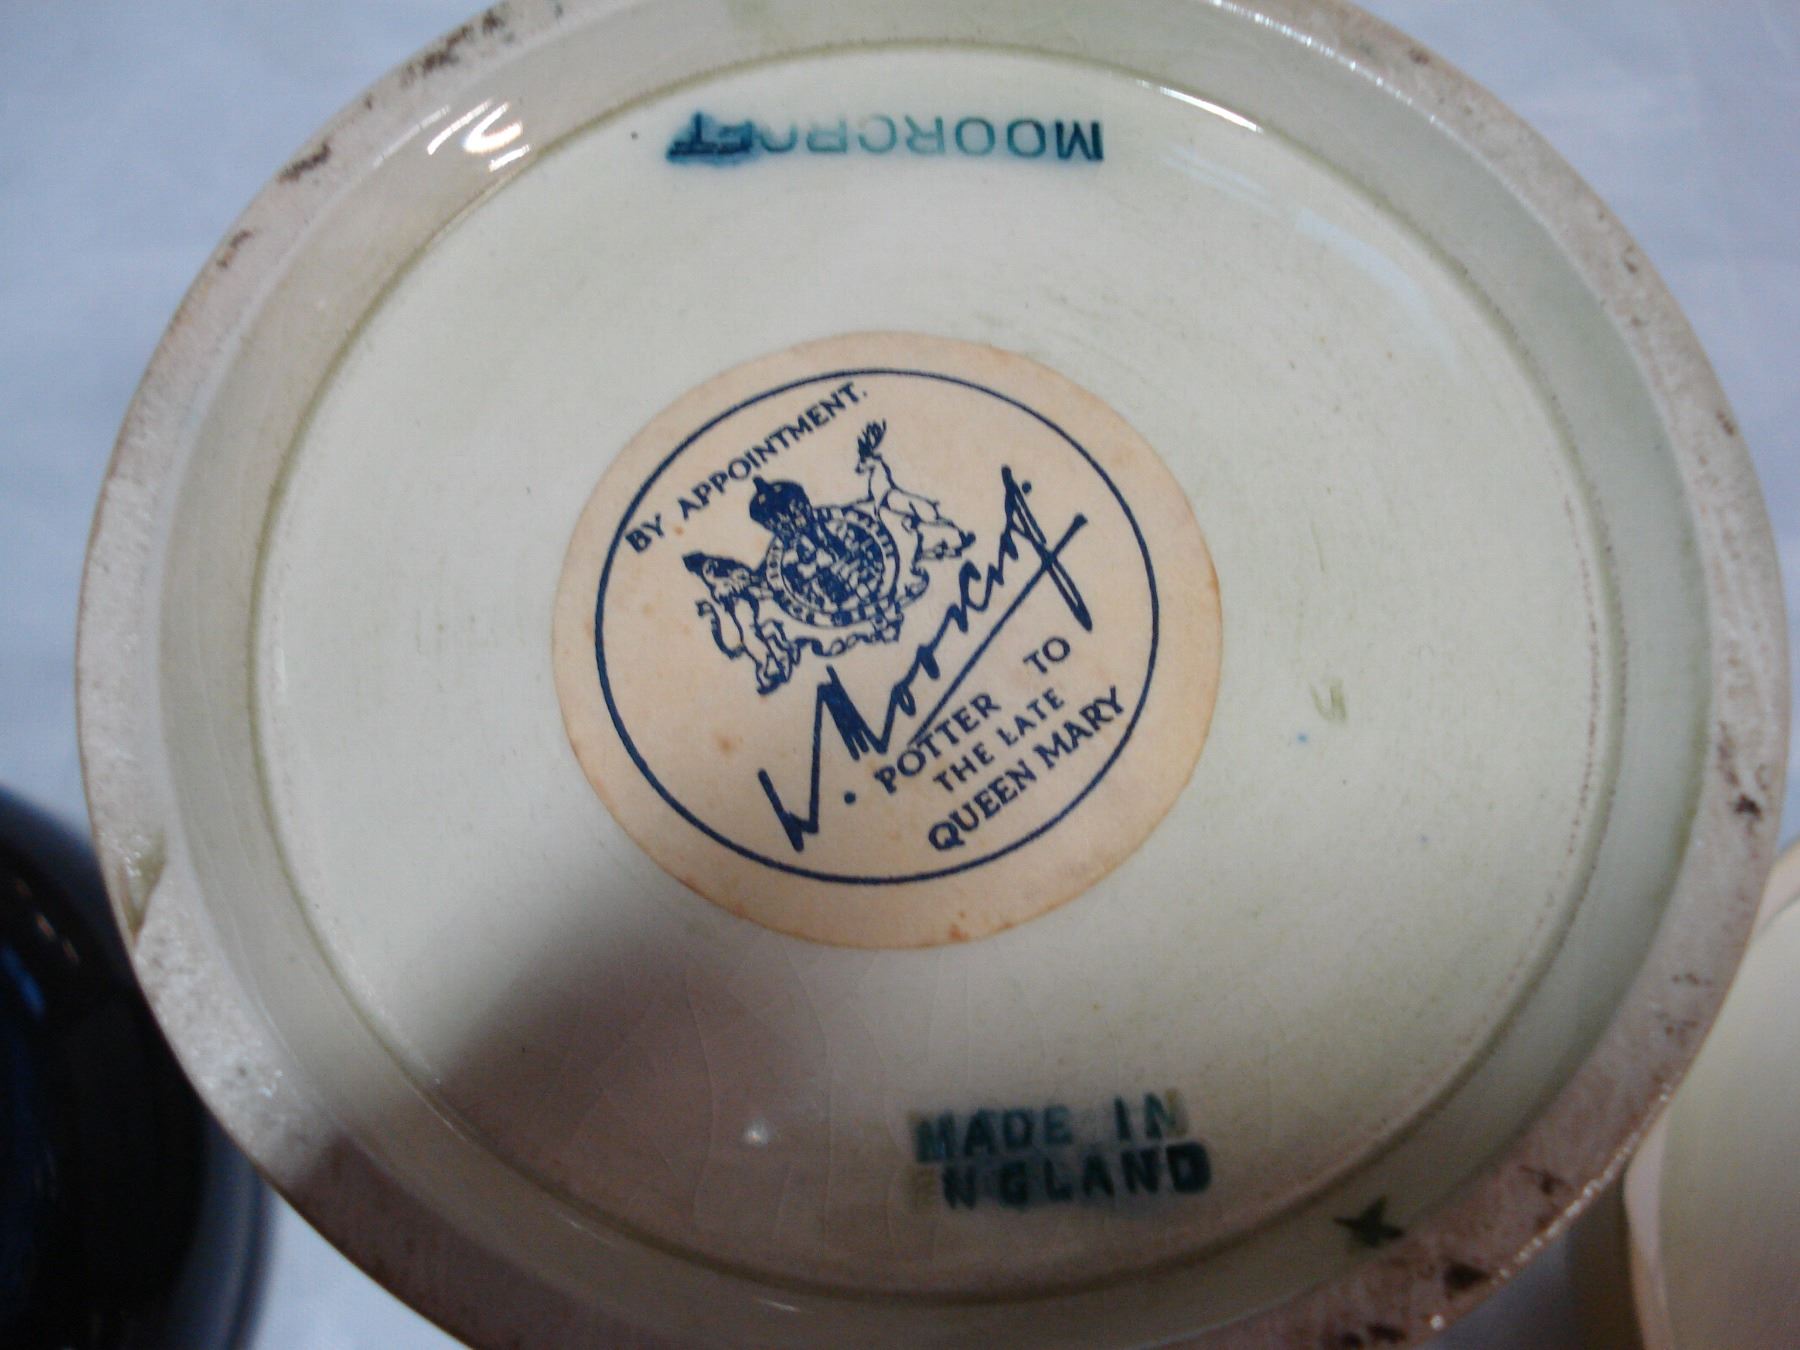 MOORCROFT
BY APPOINTMENT.
W. Moorcroft.
POTTER TO
THE LATE
QUEEN MARY
MADE IN
ENGLAND